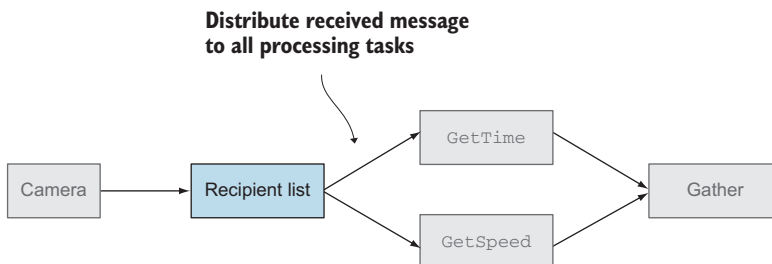 Distribute received message
to all processing tasks
GetTime
Camera
Recipient list
Gather
GetSpeed